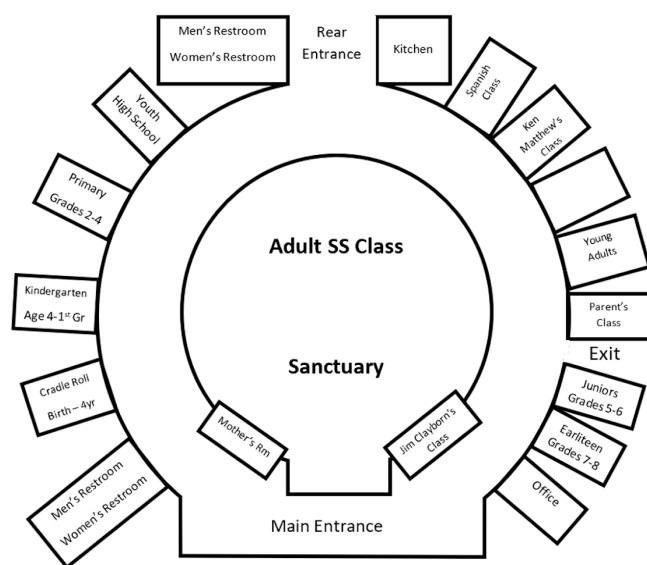 Men's Restroom
Women's Restroom
Rear
Entrance
Kitchen
Spanish
Class
Ken
Matthew's
Class
Young
Adults
Parent's
Class
Exit
Juniors
Grades 5-6
Earliteen
Grades 7-8
Office
Youth
High School
Primary
Grades 2-4
Kindergarten
Age 4-1st Gr
Cradle Roll
Birth – 4yr
Men's Restroom
Women's Restroom
Adult SS Class
Sanctuary
Mother's Rm
Jim Clayborn's
Class
Main Entrance